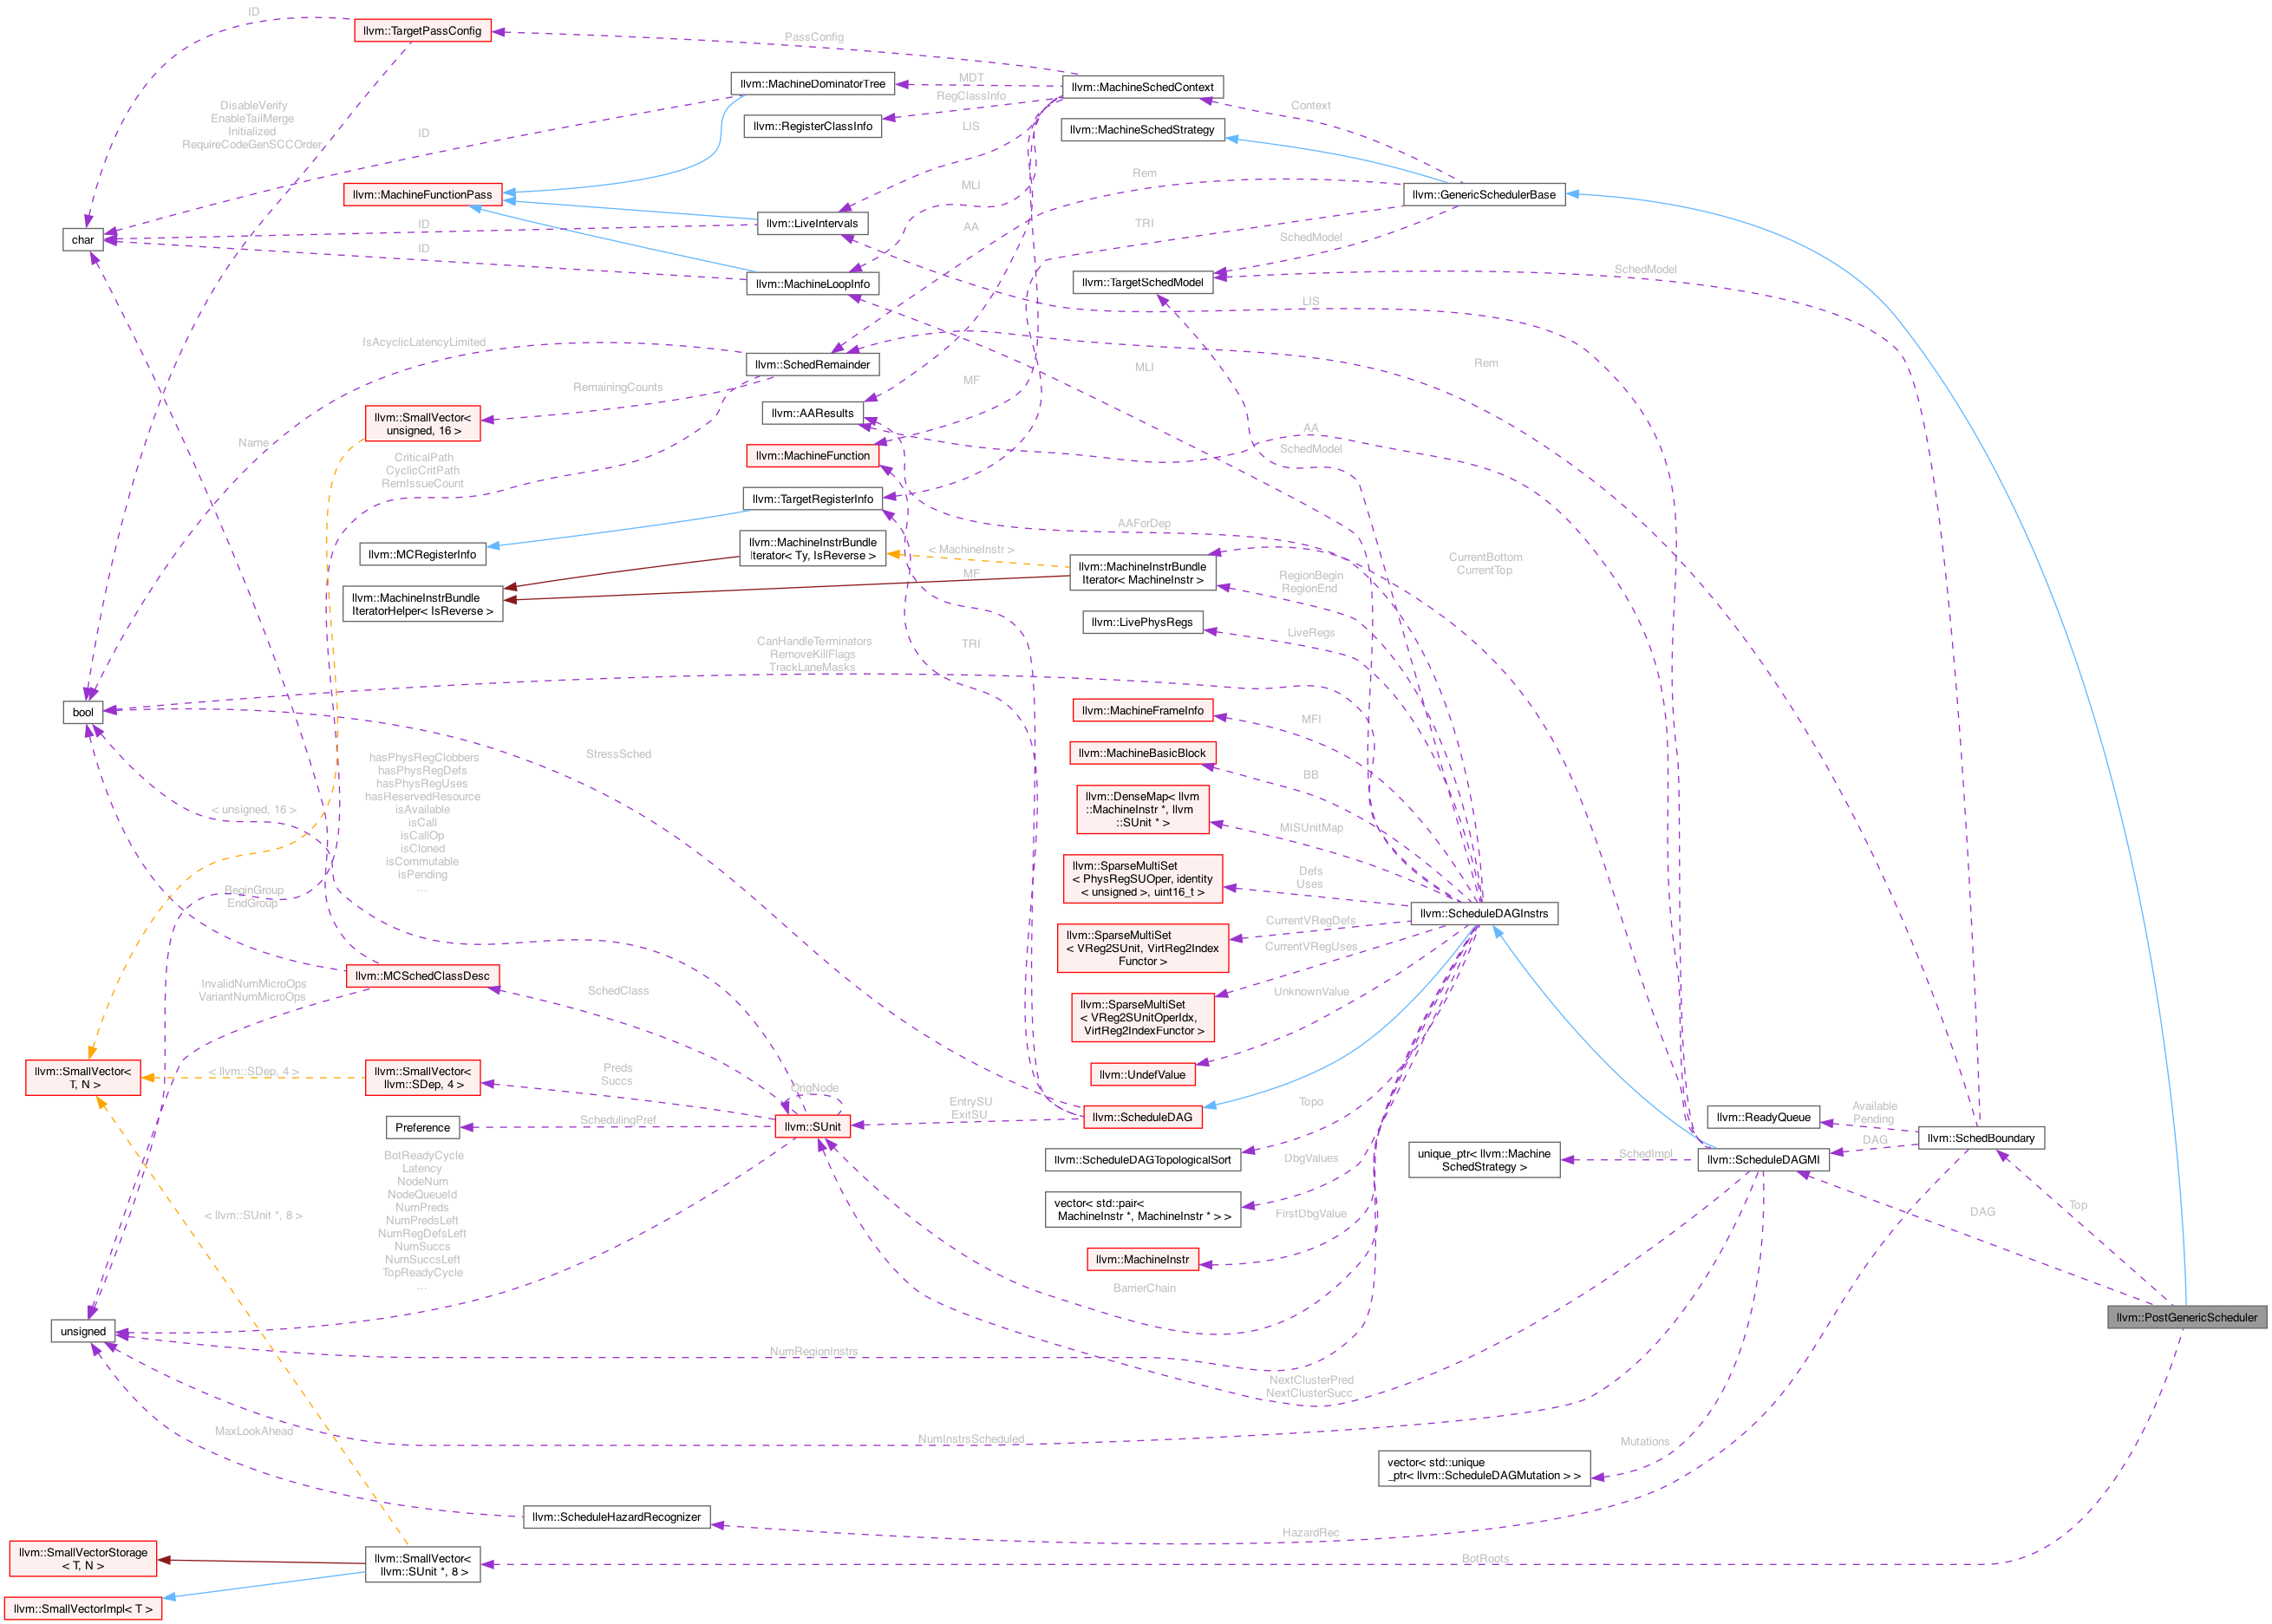 ID
llvm::TargetPassConfig
PassConfig
llvm::MachineDominatorTree
MDT
llvm::MachineSchedContext
RegClassInfo
Context
DisableVerify
EnableTailMerge
Initialized
RequireCodeGenSCCOrder
ID
llvm::RegisterClassInfo
LIS
llvm::MachineSchedStrategy
Rem
MLI
llvm::MachineFunctionPass
llvm::GenericSchedulerBase
llvm::LiveIntervals
ID
AA
TRI
char
SchedModel
ID
llvm::MachineLoopInfo
llvm::TargetSchedModel
SchedModel
LIS
IsAcyclicLatencyLimited
llvm::SchedRemainder
MLI
Rem
RemainingCounts
MF
llvm::SmallVector<
unsigned, 16 >
llvm::AAResults
AA
Name
SchedModel
CriticalPath
CyclicCritPath
RemIssueCount
llvm::MachineFunction
llvm::TargetRegisterInfo
AAForDep
llvm::MCRegisterInfo
llvm::MachineInstrBundle
Iterator< Ty, IsReverse >
< MachineInstr >
llvm::MachineInstrBundle
Iterator< MachineInstr >
CurrentBottom
CurrentTop
MF
RegionBegin
RegionEnd
llvm::MachineInstrBundle
IteratorHelper< IsReverse >
llvm::LivePhysRegs
LiveRegs
CanHandleTerminators
RemoveKillFlags
TrackLaneMasks
TRI
bool
llvm::MachineFrameInfo
MFI
StressSched
llvm::MachineBasicBlock
BB
hasPhysRegClobbers
hasPhysRegDefs
hasPhysRegUses
hasReservedResource
isAvailable
isCall
isCallOp
isCloned
isCommutable
isPending
...
< unsigned, 16 >
llvm::DenseMap< llvm
::MachineInstr *, llvm
::SUnit * >
MISUnitMap
llvm::SparseMultiSet
< PhysRegSUOper, identity
< unsigned >, uint16_t >
Defs
Uses
BeginGroup
EndGroup
llvm::ScheduleDAGInstrs
CurrentVRegDefs
llvm::SparseMultiSet
< VReg2SUnit, VirtReg2Index
Functor >
CurrentVRegUses
llvm::MCSchedClassDesc
InvalidNumMicroOps
VariantNumMicroOps
SchedClass
UnknownValue
llvm::SparseMultiSet
< VReg2SUnitOperIdx,
VirtReg2IndexFunctor >
llvm::SmallVector<
T, N >
< llvm::SDep, 4 >
llvm::SmallVector<
llvm::SDep, 4 >
Preds
Succs
llvm::UndefValue
OrigNode
EntrySU
ExitSU
Topo
llvm::ScheduleDAG
llvm::ReadyQueue
Available
Pending
Preference
SchedulingPref
llvm::SUnit
DAG
llvm::SchedBoundary
BotReadyCycle
Latency
NodeNum
NodeQueueId
NumPreds
NumPredsLeft
NumRegDefsLeft
NumSuccs
NumSuccsLeft
TopReadyCycle
...
llvm::ScheduleDAGTopologicalSort
DbgValues
unique_ptr< llvm::Machine
SchedStrategy >
SchedImpl
llvm::ScheduleDAGMI
vector< std::pair<
MachineInstr *, MachineInstr * > >
FirstDbgValue
DAG
Top
< llvm::SUnit *, 8 >
llvm::MachineInstr
BarrierChain
llvm::PostGenericScheduler
unsigned
NumRegionInstrs
NextClusterPred
NextClusterSucc
MaxLookAhead
NumInstrsScheduled
Mutations
vector< std::unique
_ptr< llvm::ScheduleDAGMutation > >
llvm::ScheduleHazardRecognizer
HazardRec
llvm::SmallVectorStorage
< T, N >
llvm::SmallVector<
llvm::SUnit *, 8 >
BotRoots
llvm::SmallVectorImpl< T >